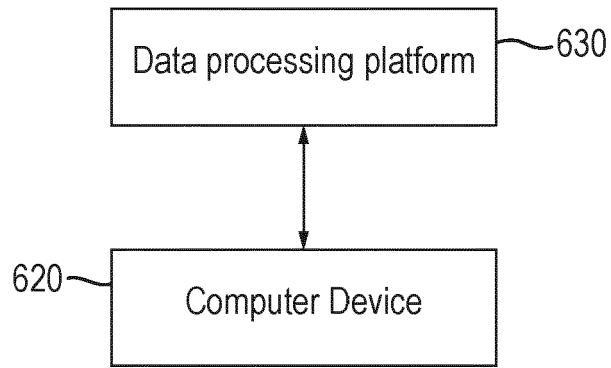 Data processing platform
630
620
Computer Device